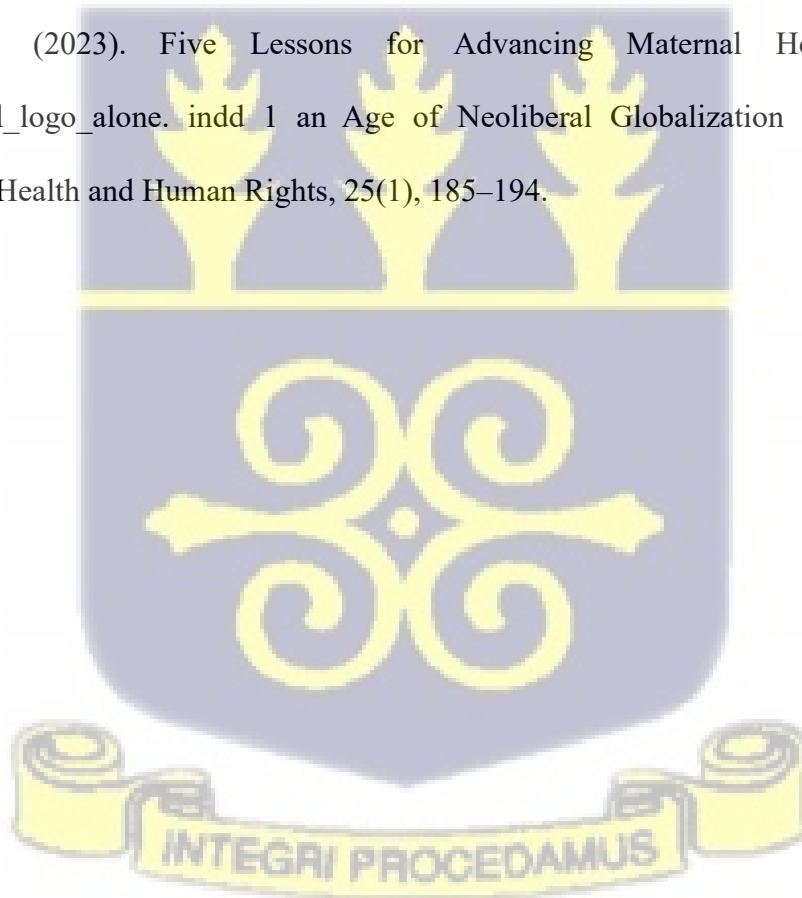 (2023). Five Lessons for Advancing Maternal He
l_logo_alone. indd 1 an Age of Neoliberal Globalization
Health and Human Rights, 25(1), 185–194.
INTEGRI PROCEDAMUS